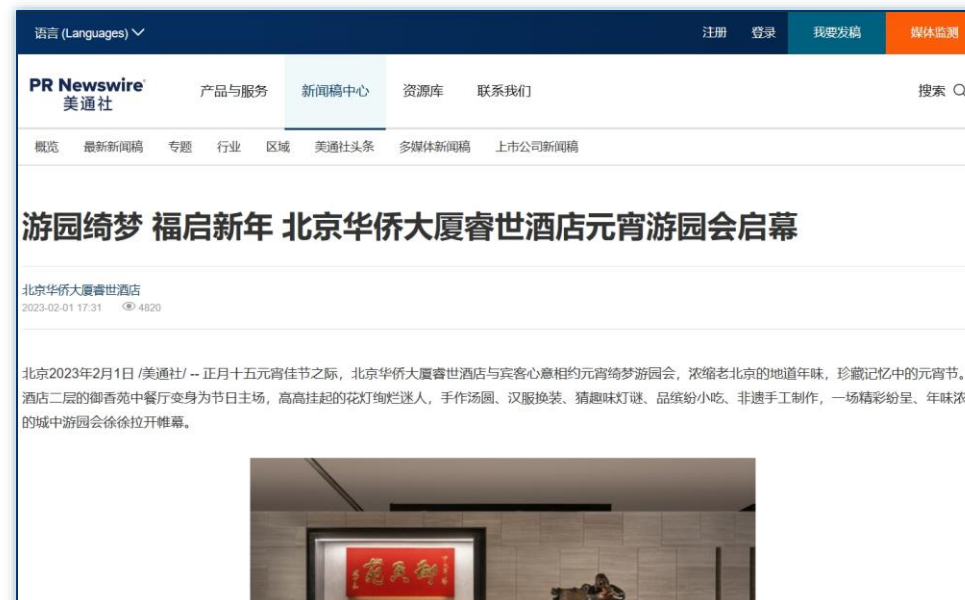 语言 (Languages)
注册 登录 我要发稿 媒体监测
PR Newswire
美通社
产品与服务 新闻稿中心 资源库 联系我们
搜索
概览 最新新闻稿 专题 行业 区域 美通社头条 多媒体新闻稿 上市公司新闻稿
游园绮梦 福启新年 北京华侨大厦睿世酒店元宵游园会启幕
北京华侨大厦睿世酒店
2023-02-01 17:31 4820
北京2023年2月1日 /美通社/ -- 正月十五元宵佳节之际，北京华侨大厦睿世酒店与宾客心意相约元宵绮梦游园会，浓缩老北京的地道年味，珍藏记忆中的元宵节。
酒店二层的御香苑中餐厅变身为节日主场，高高挂起的花灯绚烂迷人，手作汤圆、汉服换装、猜趣味灯谜、品缤纷小吃、非遗手工制作，一场精彩纷呈、年味浓
的城中游园会徐徐拉开帷幕。